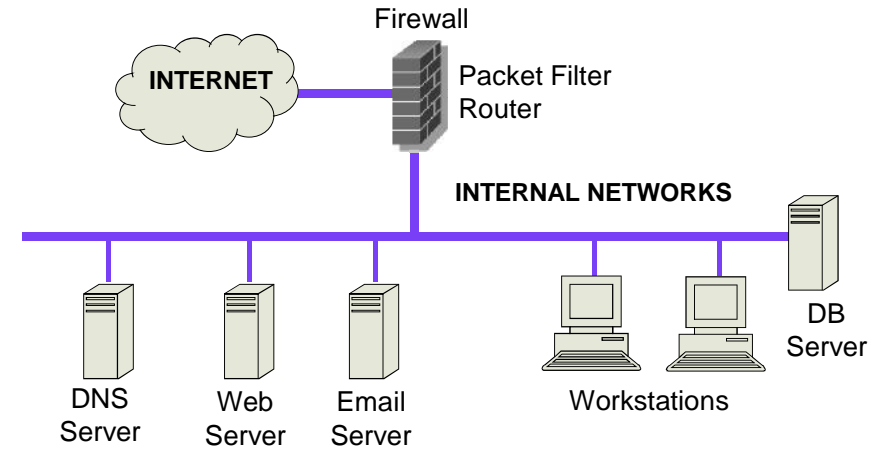 Firewall
INTERNET
Packet Filter
Router
INTERNAL NETWORKS
DB
Server
DNS
Server
Web
Server
Email
Server
Workstations